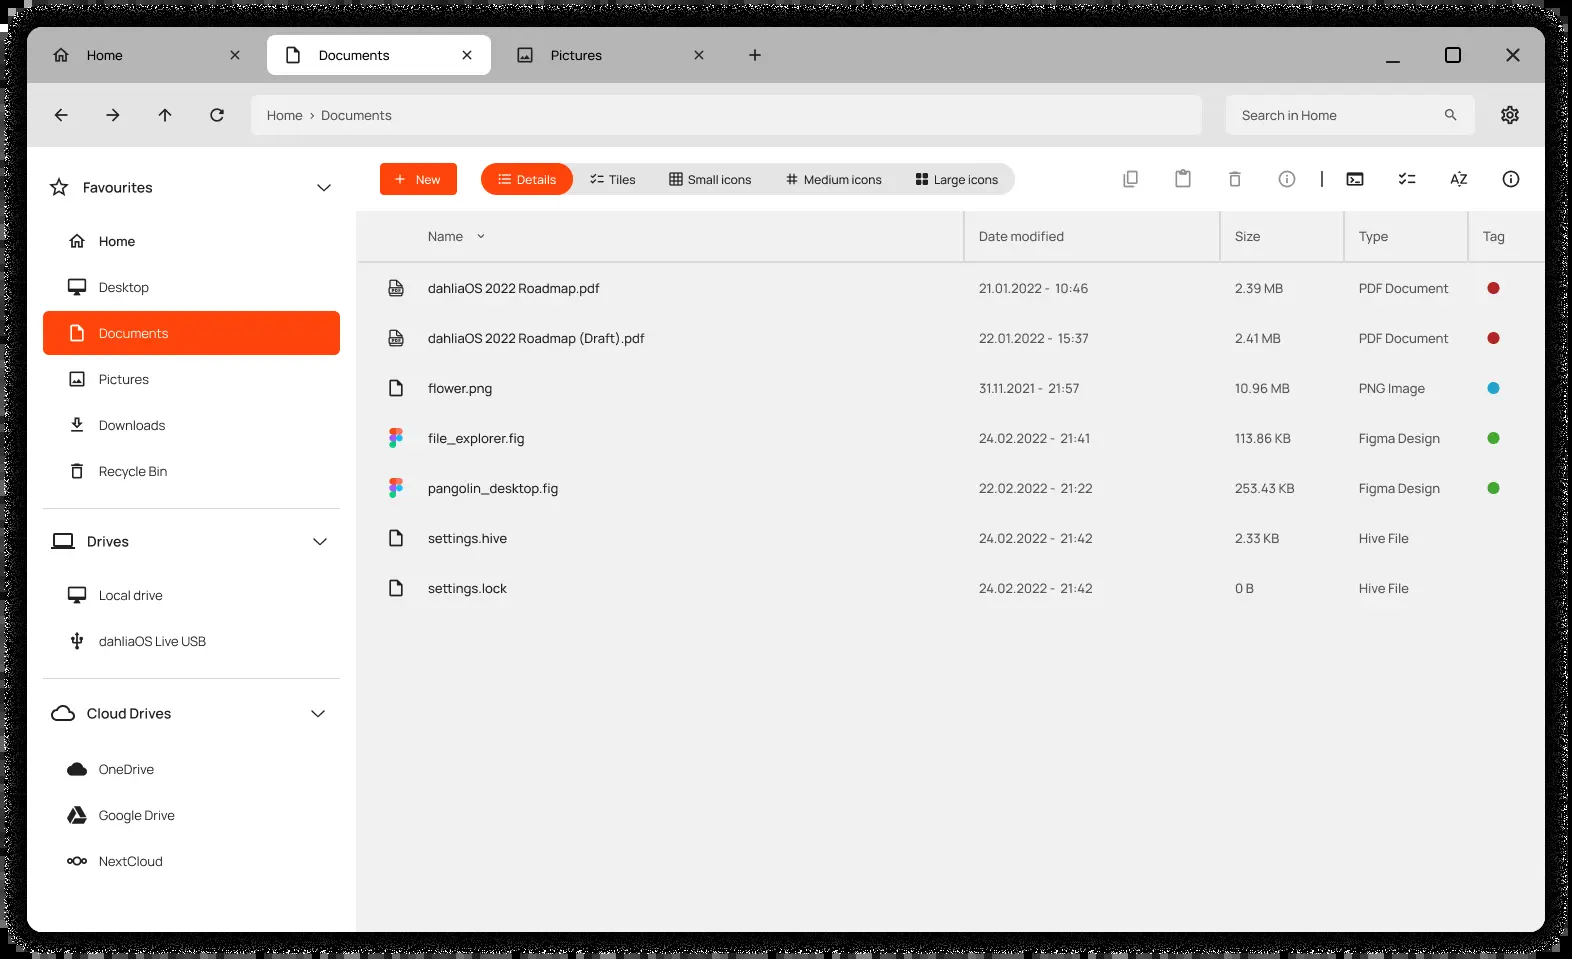 Home
Documents
Pictures
Home › Documents
Search in Home
Favourites
Home
Desktop
Documents
Pictures
Downloads
Recycle Bin
Drives
Local drive
dahliaOS Live USB
Cloud Drives
OneDrive
Google Drive
NextCloud
New
Details
Tiles
Small icons
Medium icons
Large icons
AZ
Name Date modified Size Type Tag
PDF dahliaOS 2022 Roadmap.pdf 21.01.2022 - 10:46 2.39 MB PDF Document
PDF dahliaOS 2022 Roadmap (Draft).pdf 22.01.2022 - 15:37 2.41 MB PDF Document
flower.png 31.11.2021 - 21:57 10.96 MB PNG Image
file_explorer.fig 24.02.2022 - 21:41 113.86 KB Figma Design
pangolin_desktop.fig 22.02.2022 - 21:22 253.43 KB Figma Design
settings.hive 24.02.2022 - 21:42 2.33 KB Hive File
settings.lock 24.02.2022 - 21:42 0 B Hive File